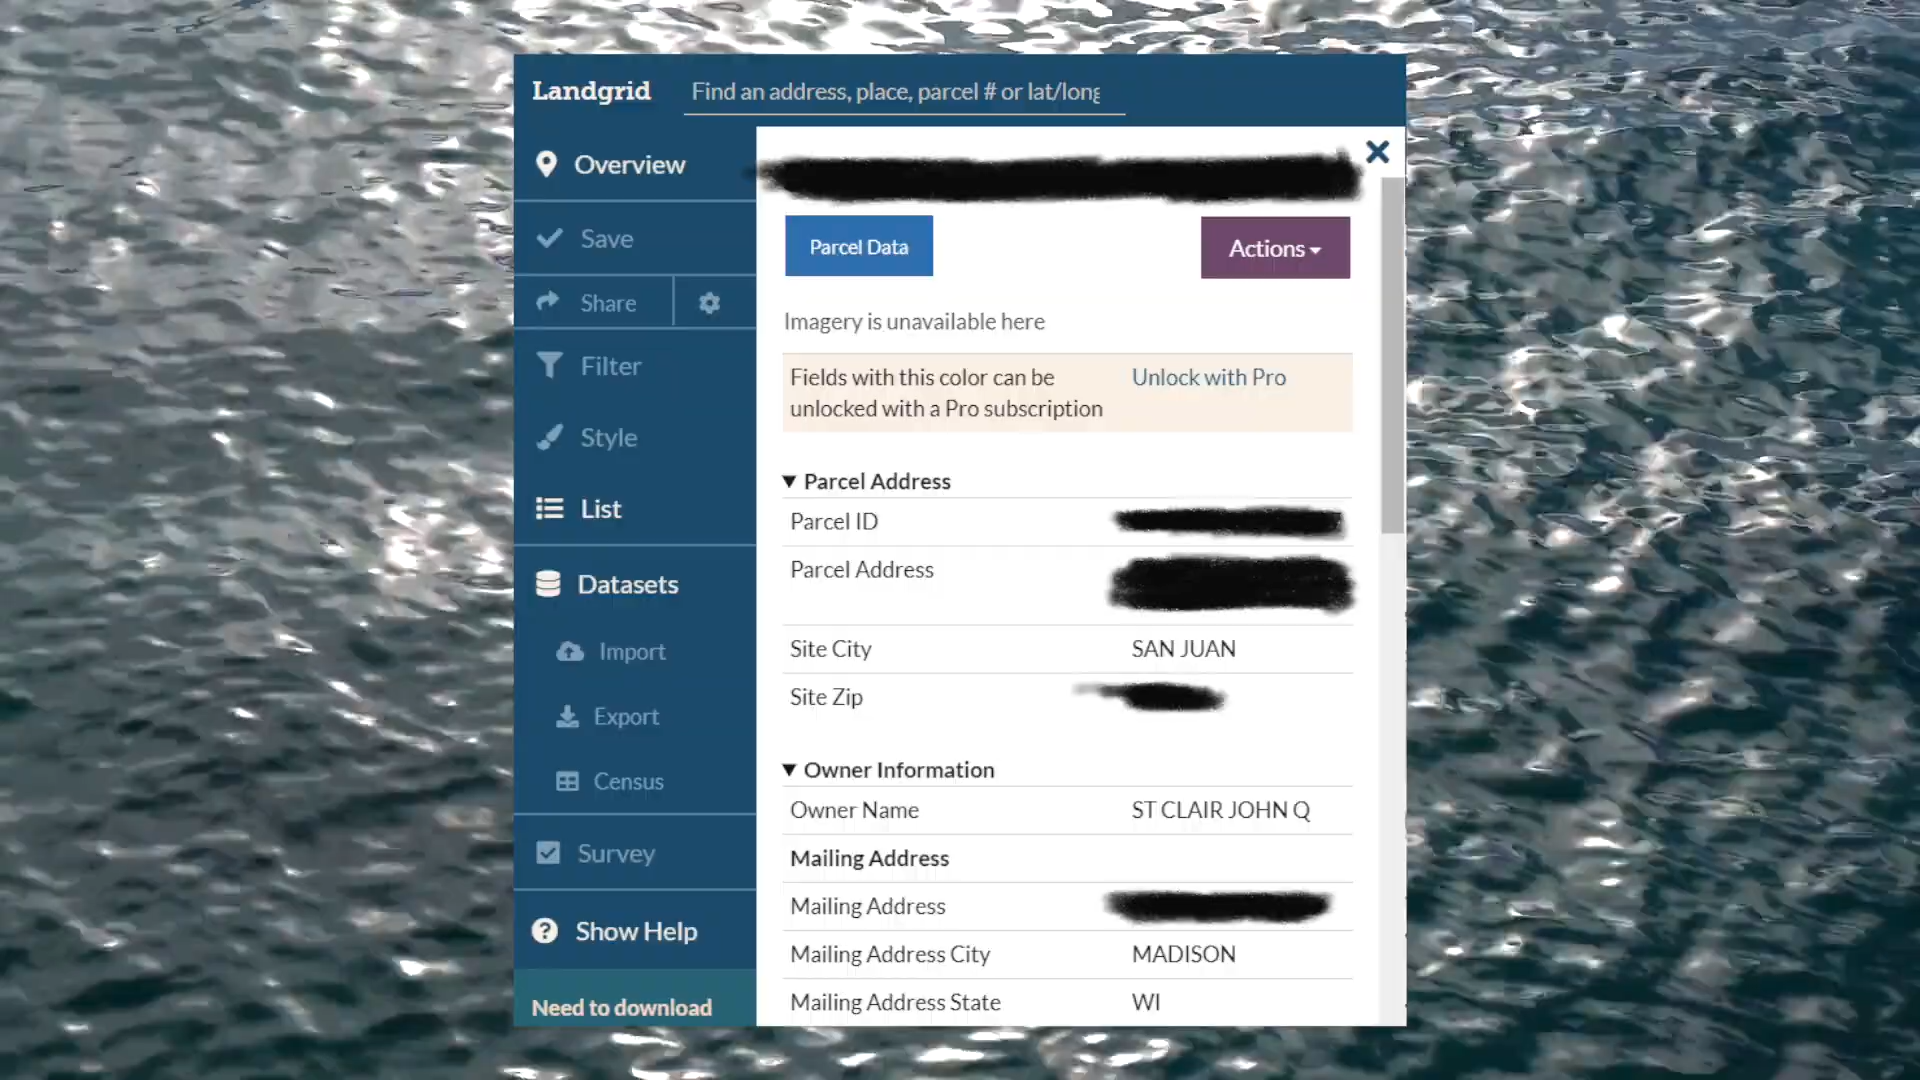 Landgrid
Find an address, place, parcel # or lat/long
Overview
Save
Share
Filter
Style
List
Datasets
Import
Export
Census
Survey
Show Help
Need to download
Parcel Data
Actions
Imagery is unavailable here
Fields with this color can be
unlocked with a Pro subscription
Unlock with Pro
Parcel Address
Parcel ID
Parcel Address
Site City SAN JUAN
Site Zip
Owner Information
Owner Name ST CLAIR JOHN Q
Mailing Address
Mailing Address
Mailing Address City MADISON
Mailing Address State WI